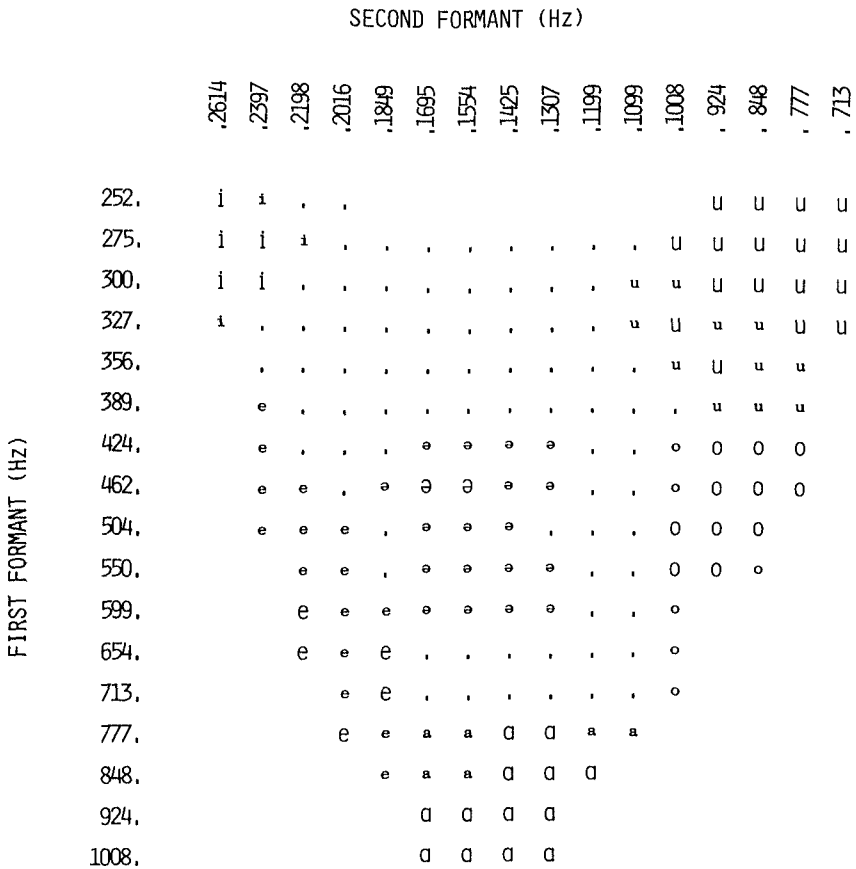 SECOND FORMANT (Hz)
.2614 .2397 .2198 .2016 .1849 .1695 .1554 .1425 .1307 .1199 .1099 .1008 . 924 . 848 . 777 . 713
FIRST FORMANT (Hz)
252. i i . . u u u u
275. i i i . . . . . . . . u u u u u
300. i i . . . . . . . . u u u u u u
327. i . . . . . . . . . u u u u u u
356. . . . . . . . . . . u u u u
389. e . . . . . . . . . . u u u
424. e . . . ə ə ə ə . . o o o o
462. e e . ə ə ə ə ə . . o o o o
504. e e e . ə ə ə . . . o o o
550. e e . ə ə ə ə . . o o o
599. e e e ə ə ə ə . . o
654. e e e . . . . . . o
713. e e . . . . . . o
777. e e a a ɑ ɑ a a
848. e a a ɑ ɑ ɑ
924. ɑ ɑ ɑ ɑ
1008. ɑ ɑ ɑ ɑ